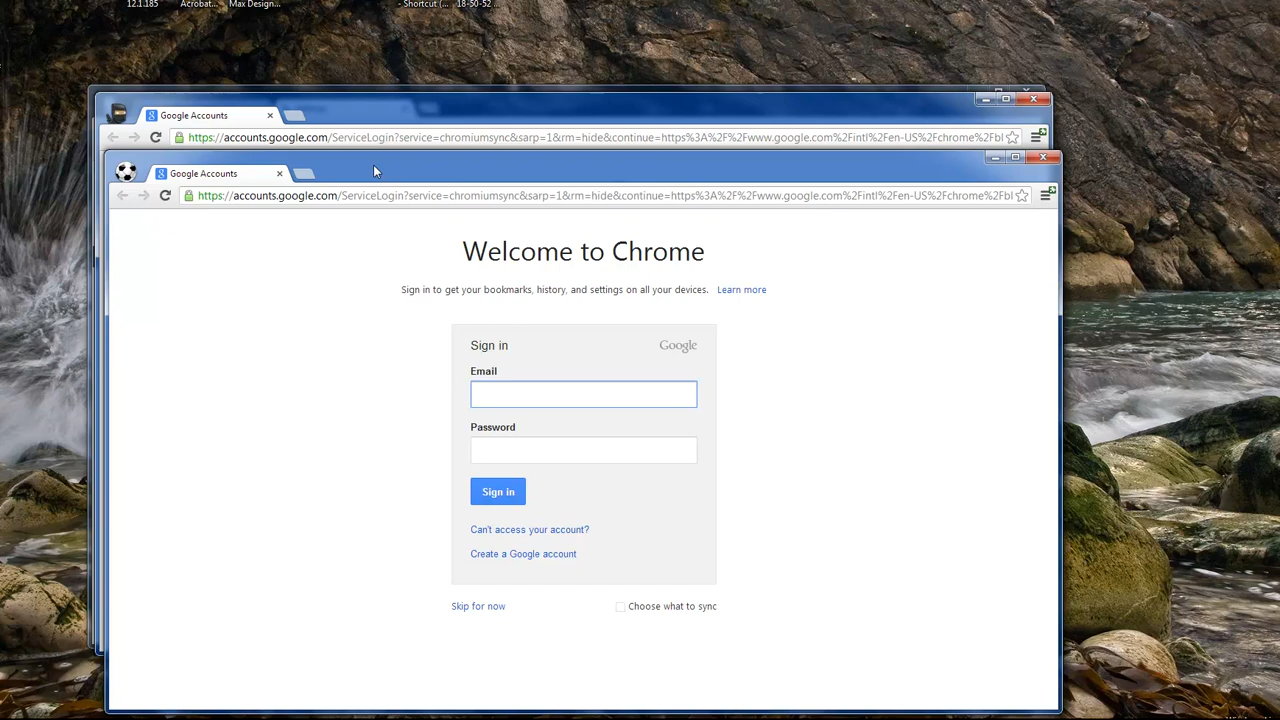 12.1.185 Acrobat... Max Design... - Shortcut (... 18-50-52...
Google Accounts
https://accounts.google.com/ServiceLogin?service=chromiumsync&sarp=1&rm=hide&continue=https%3A%2F%2Fwww.google.com%2Fintl%2Fen-US%2Fchrome%2Fbl
Google Accounts
https://accounts.google.com/ServiceLogin?service=chromiumsync&sarp=1&rm=hide&continue=https%3A%2F%2Fwww.google.com%2Fintl%2Fen-US%2Fchrome%2Fbl
Welcome to Chrome
Sign in to get your bookmarks, history, and settings on all your devices. Learn more
Sign in Google
Email
Password
Sign in
Can't access your account?
Create a Google account
Skip for now Choose what to sync